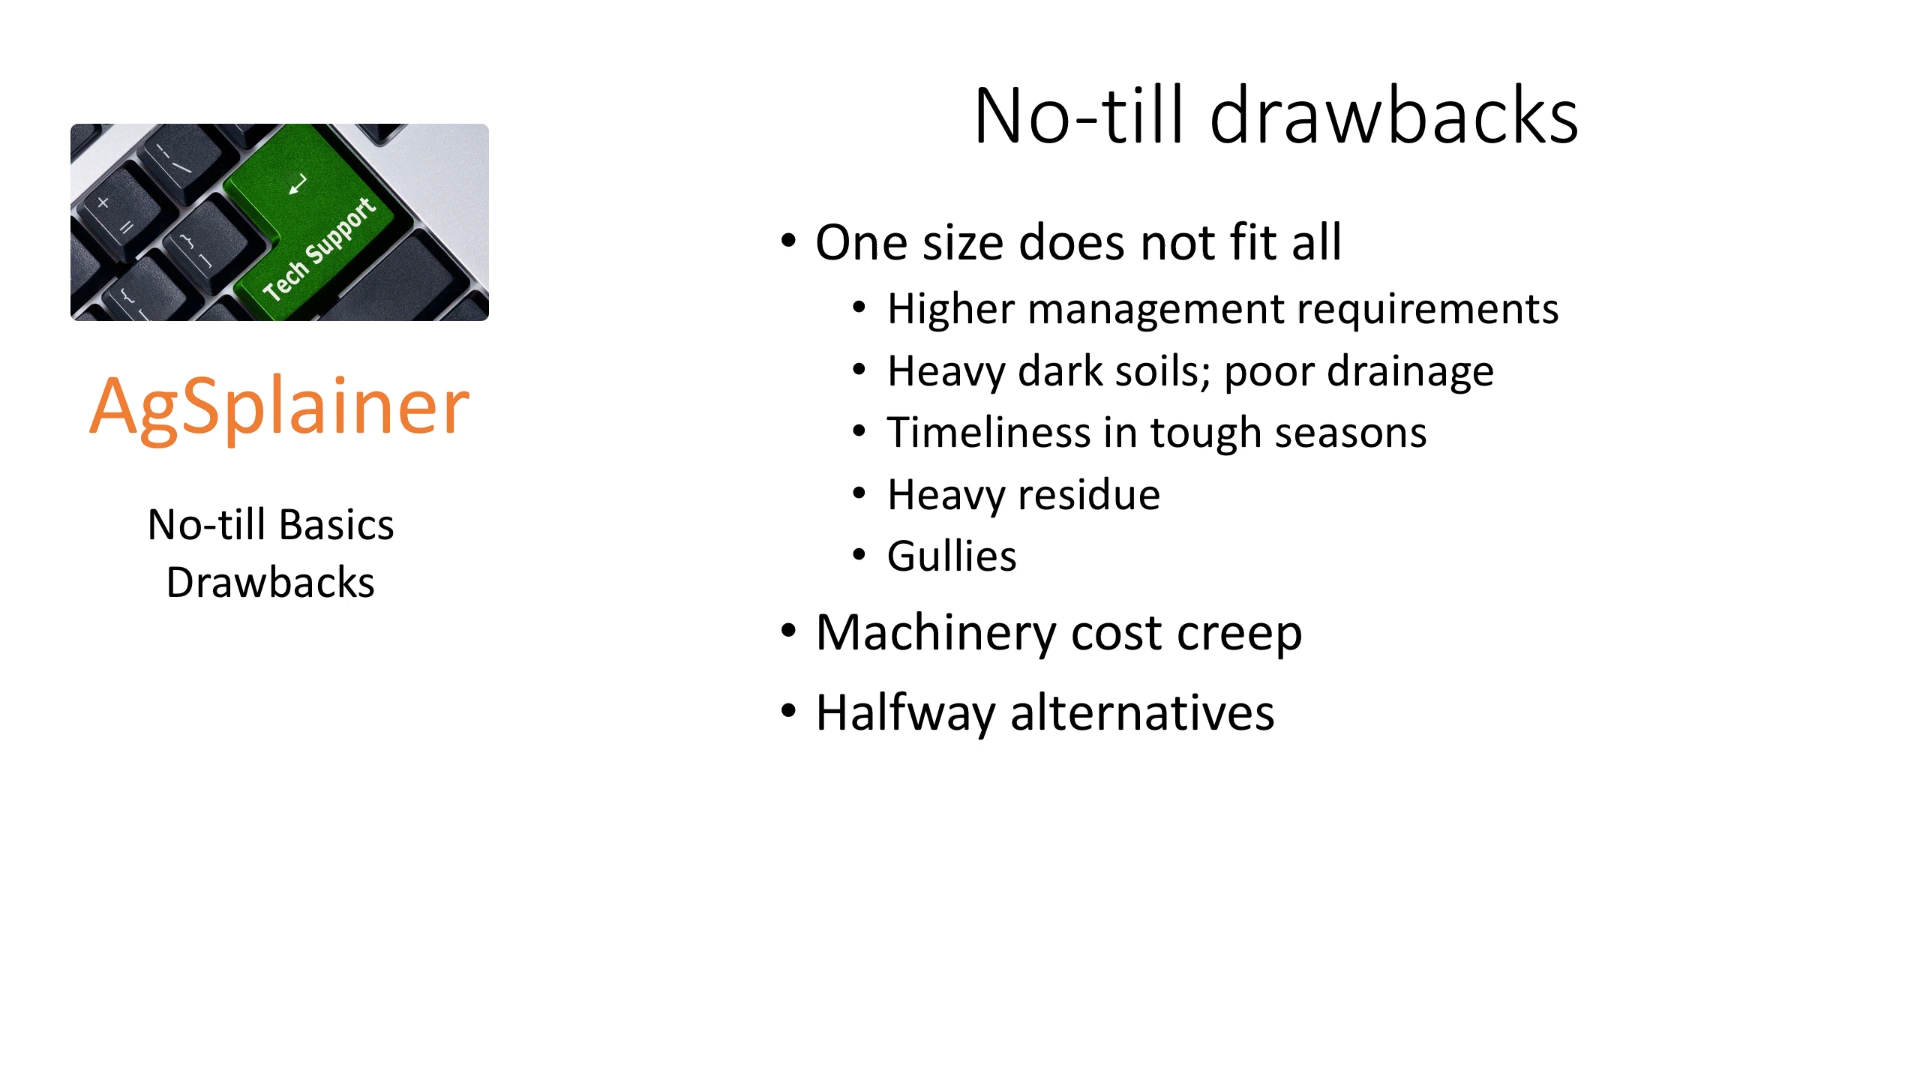 Tech Support
AgSplainer
No-till Basics
Drawbacks
No-till drawbacks
• One size does not fit all
• Higher management requirements
• Heavy dark soils; poor drainage
• Timeliness in tough seasons
• Heavy residue
• Gullies
• Machinery cost creep
• Halfway alternatives